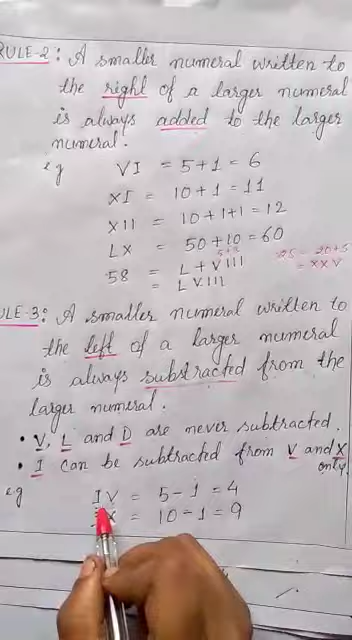 RULE-2: A smaller numeral written to
the right of a larger numeral
is always added to the larger
numeral.
eg VI = 5+1 = 6
XI = 10+1 = 11
XII = 10+1+1 = 12
LX = 50+10 = 60
5+3
58 = L+VIII
= LVIII
25 = 20+5
= XXV
ULE-3: A smaller numeral written to
the left of a larger numeral
is always subtracted from the
larger numeral.
• V, L and D are never subtracted.
• I can be subtracted from V and X
only.
e.g IV = 5-1 = 4
IX = 10-1 = 9